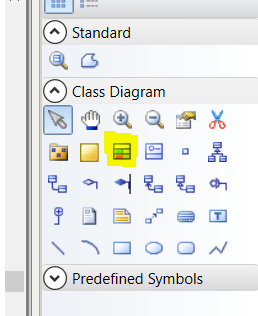 Standard
Class Diagram
Predefined Symbols